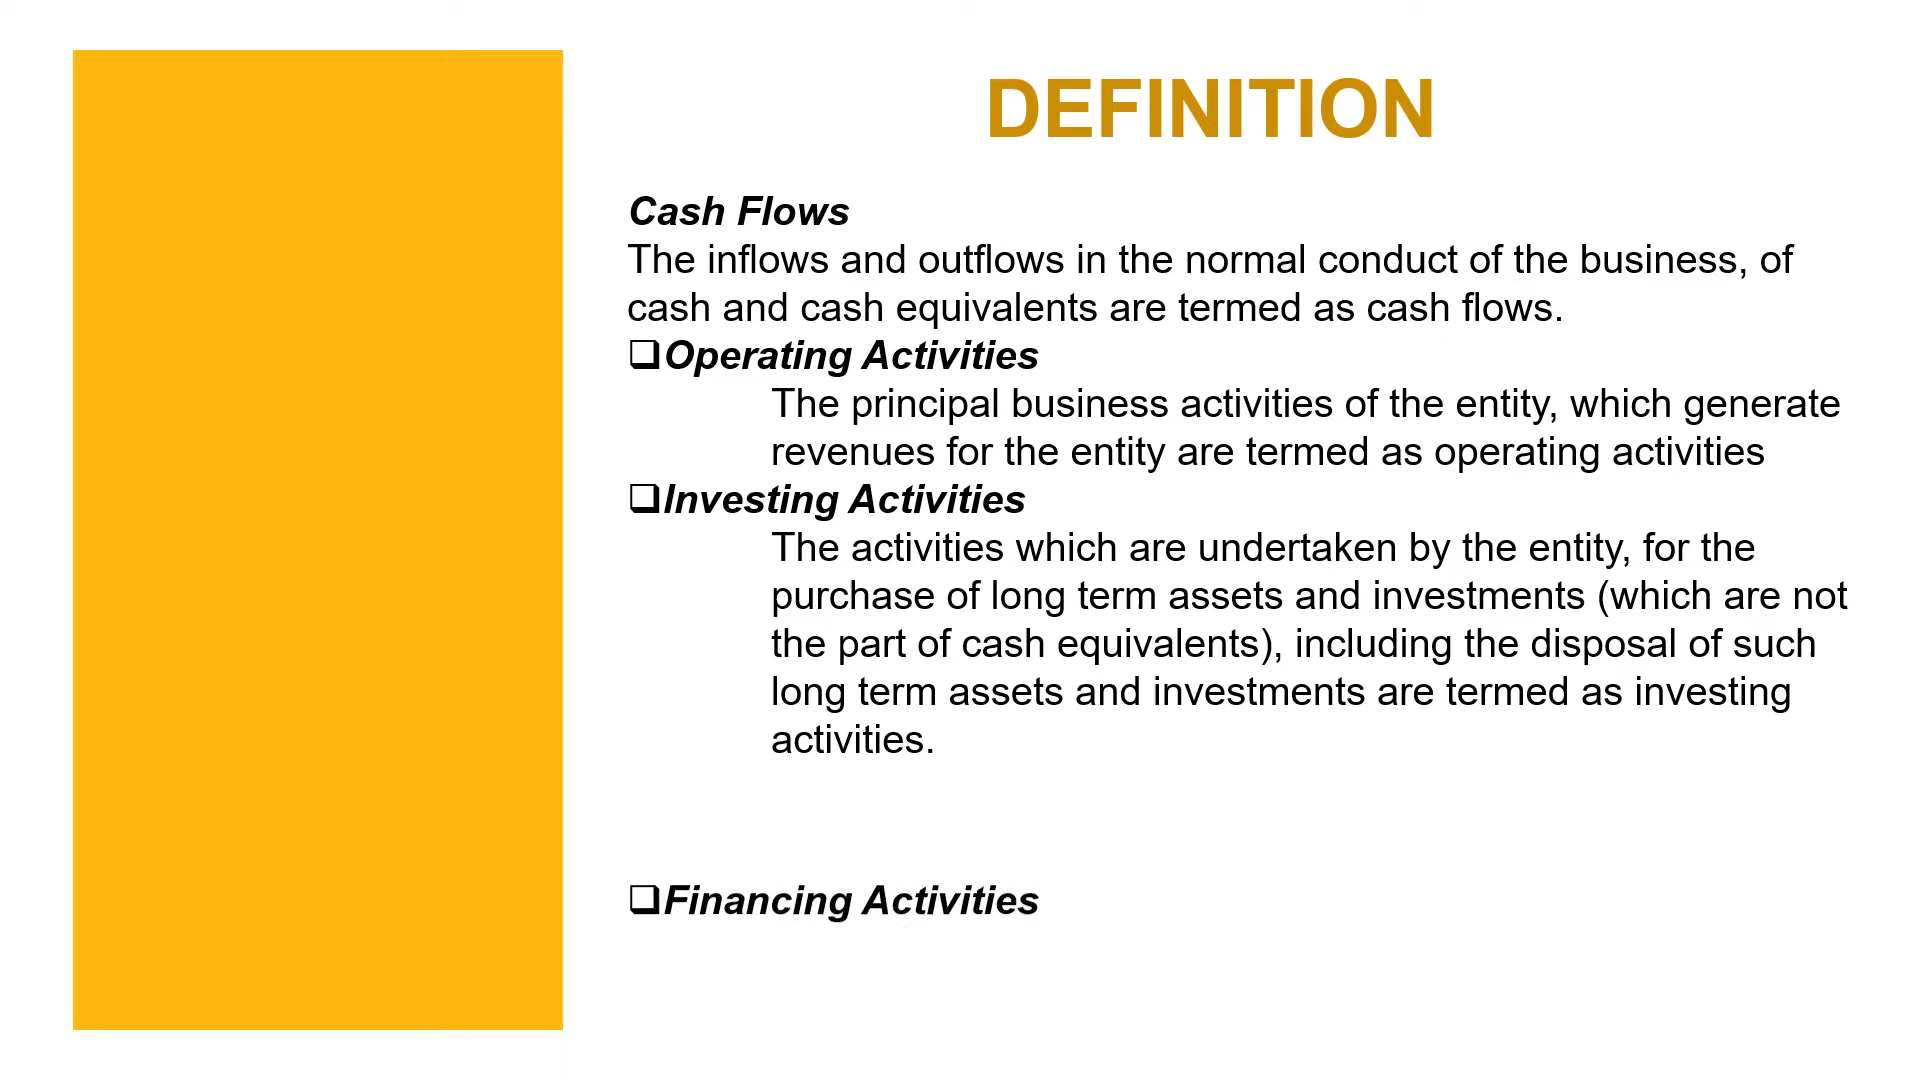 DEFINITION
Cash Flows
The inflows and outflows in the normal conduct of the business, of
cash and cash equivalents are termed as cash flows.
❑Operating Activities
The principal business activities of the entity, which generate
revenues for the entity are termed as operating activities
❑Investing Activities
The activities which are undertaken by the entity, for the
purchase of long term assets and investments (which are not
the part of cash equivalents), including the disposal of such
long term assets and investments are termed as investing
activities.
❑Financing Activities